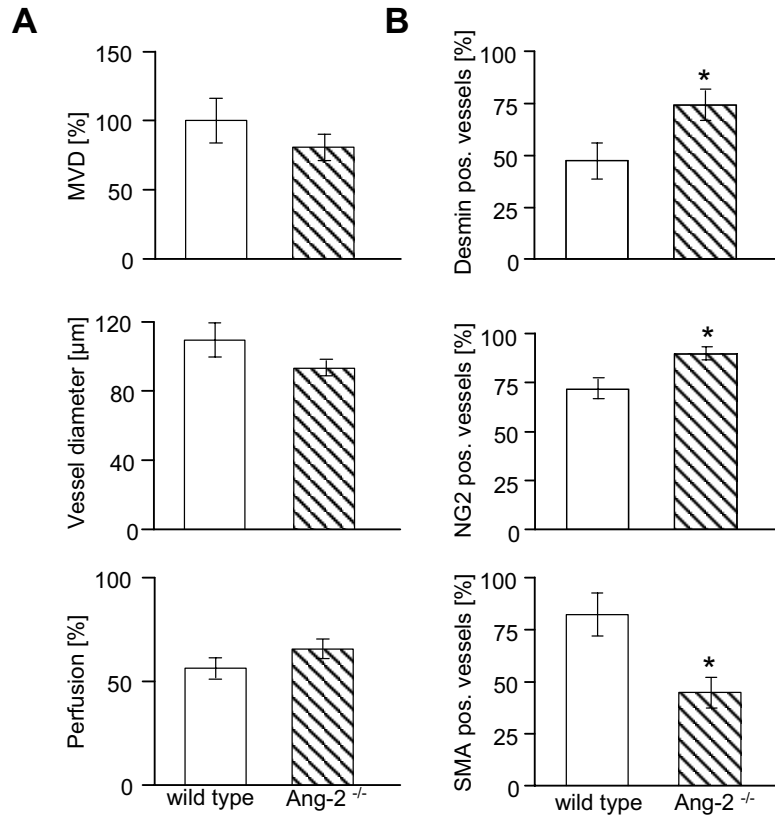 A
B
MVD [%]
150
100
50
0
Desmin pos. vessels [%]
100
75
50
25
0
*
Vessel diameter [µm]
120
80
40
0
NG2 pos. vessels [%]
100
75
50
25
0
*
Perfusion [%]
100
50
0
wild type
Ang-2 -/-
SMA pos. vessels [%]
100
75
50
25
0
*
wild type
Ang-2 -/-